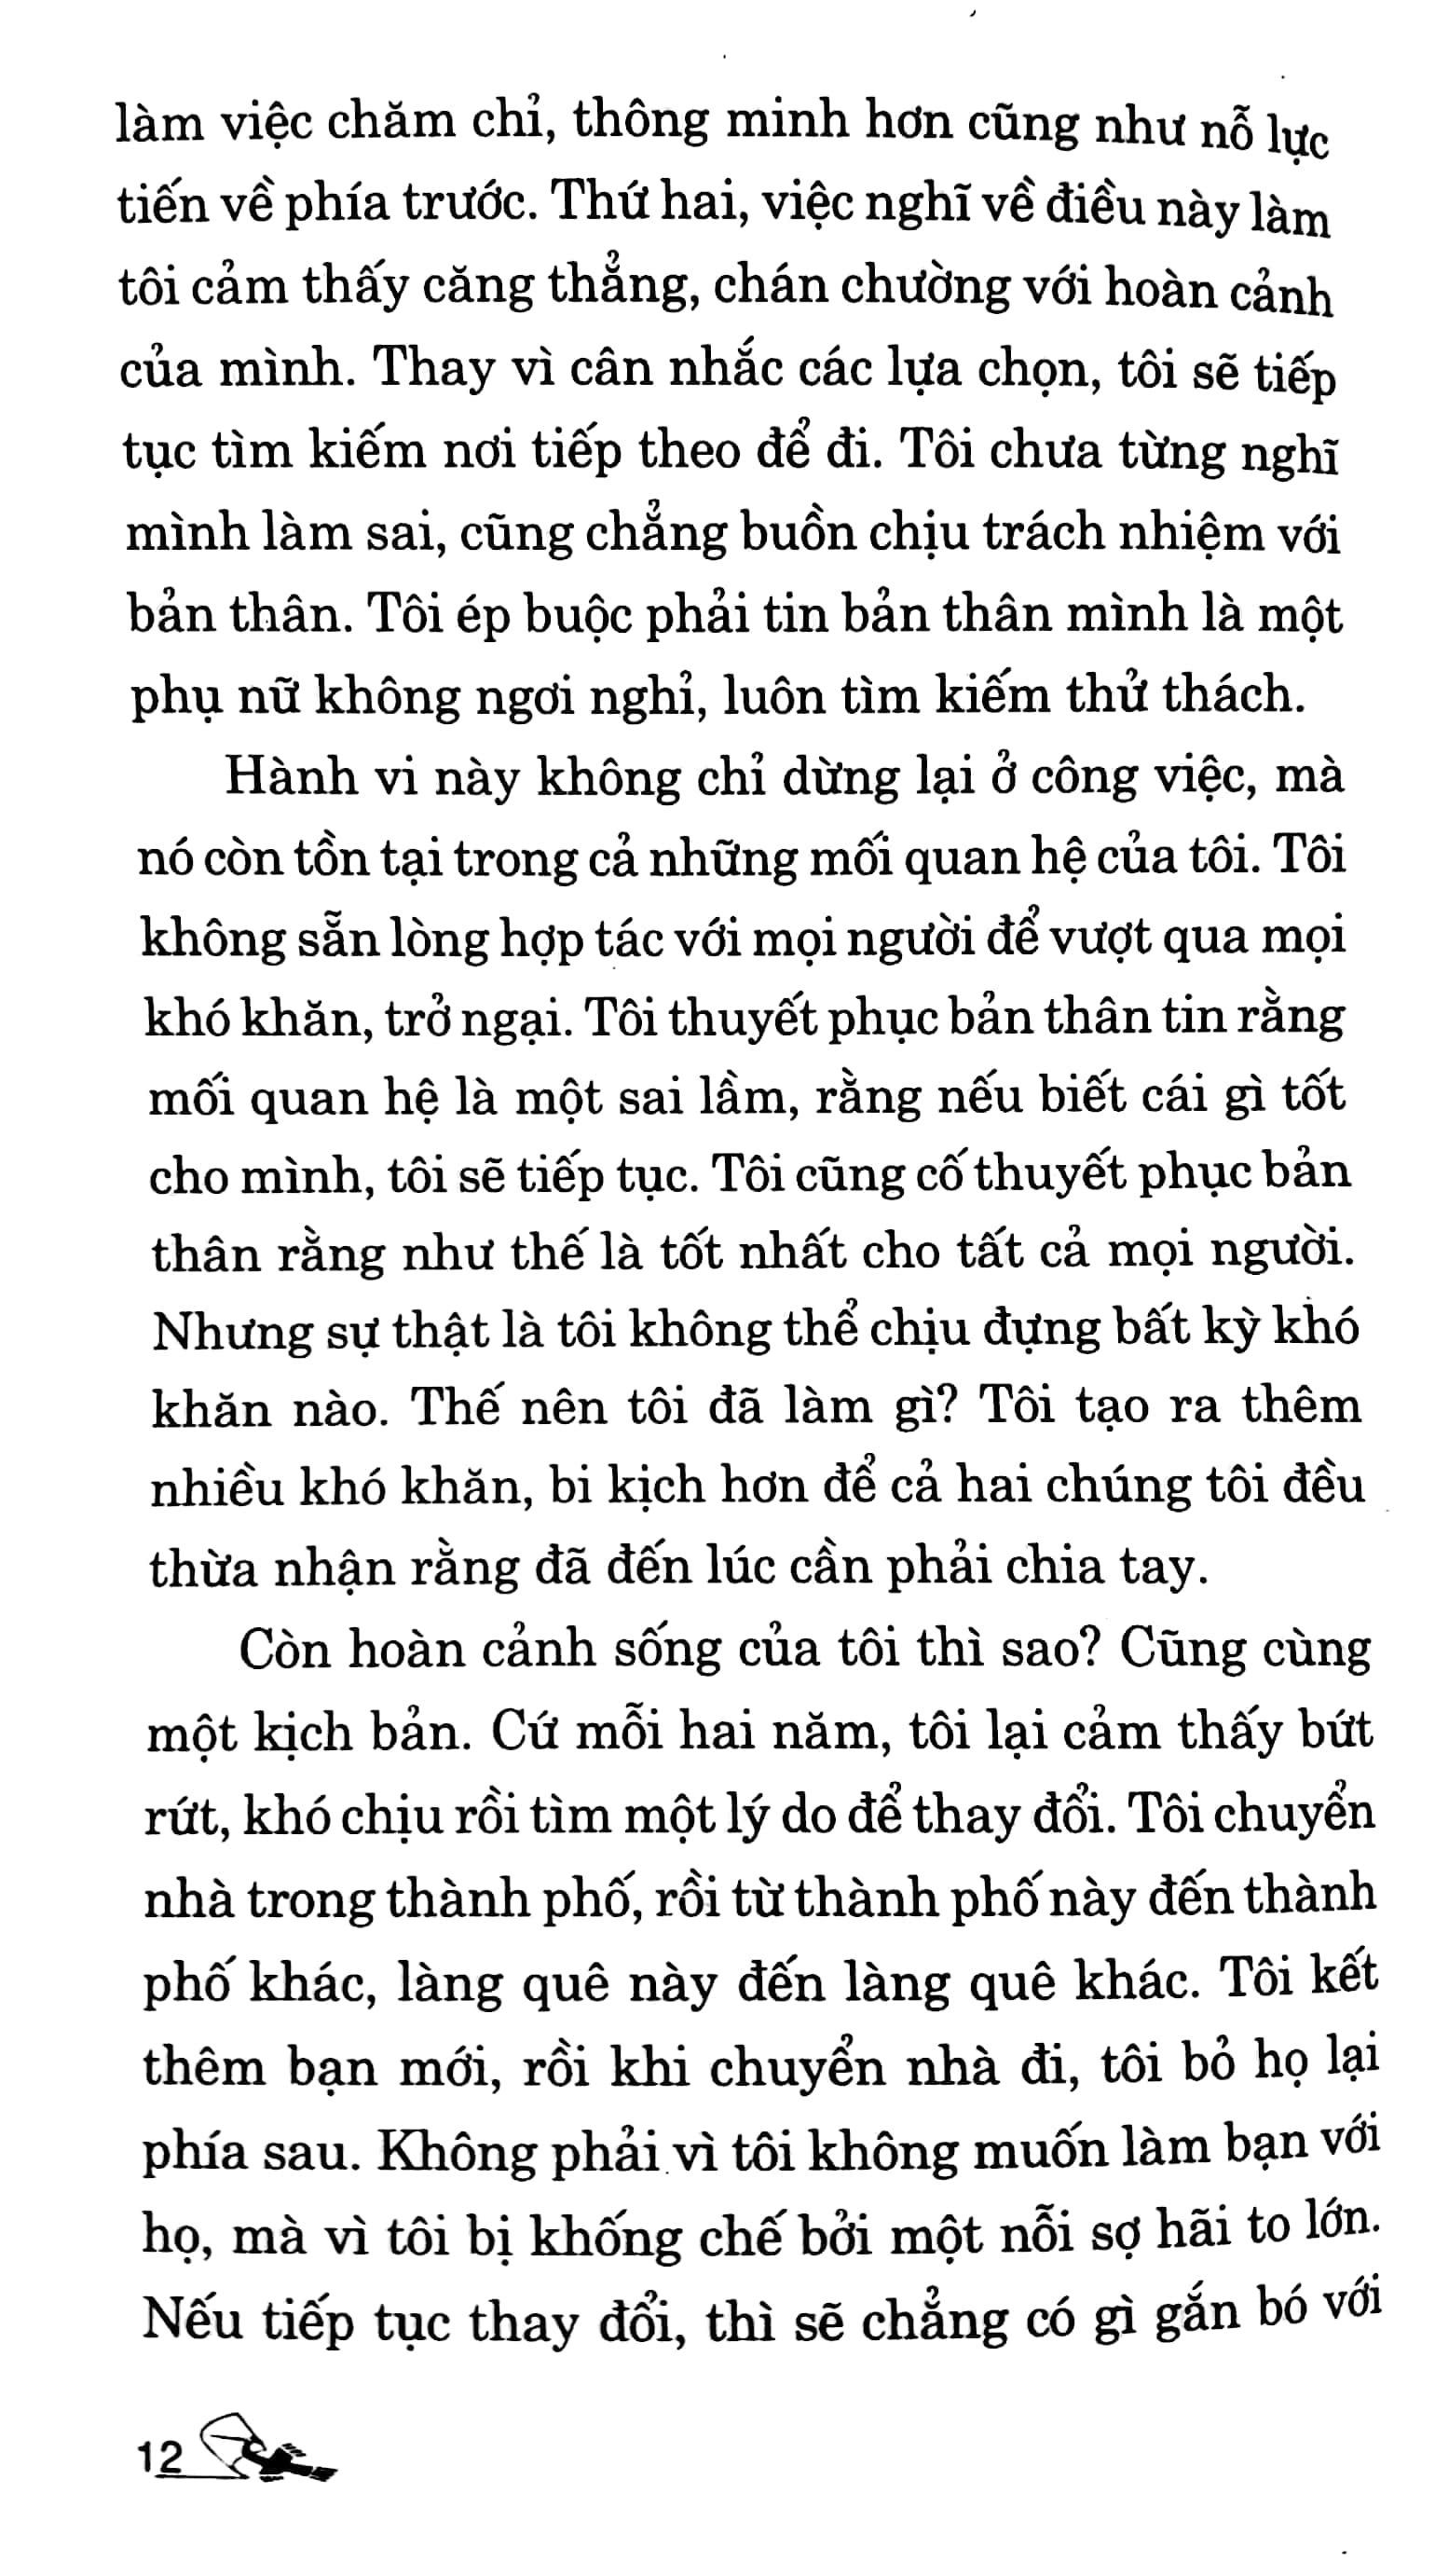 làm việc chăm chỉ, thông minh hơn cũng như nỗ lực
tiến về phía trước. Thứ hai, việc nghĩ về điều này làm
tôi cảm thấy căng thẳng, chán chường với hoàn cảnh
của mình. Thay vì cân nhắc các lựa chọn, tôi sẽ tiếp
tục tìm kiếm nơi tiếp theo để đi. Tôi chưa từng nghĩ
mình làm sai, cũng chẳng buồn chịu trách nhiệm với
bản thân. Tôi ép buộc phải tin bản thân mình là một
phụ nữ không ngơi nghỉ, luôn tìm kiếm thử thách.
Hành vi này không chỉ dừng lại ở công việc, mà
nó còn tồn tại trong cả những mối quan hệ của tôi. Tôi
không sẵn lòng hợp tác với mọi người để vượt qua mọi
khó khăn, trở ngại. Tôi thuyết phục bản thân tin rằng
mối quan hệ là một sai lầm, rằng nếu biết cái gì tốt
cho mình, tôi sẽ tiếp tục. Tôi cũng cố thuyết phục bản
thân rằng như thế là tốt nhất cho tất cả mọi người.
Nhưng sự thật là tôi không thể chịu đựng bất kỳ khó
khăn nào. Thế nên tôi đã làm gì? Tôi tạo ra thêm
nhiều khó khăn, bi kịch hơn để cả hai chúng tôi đều
thừa nhận rằng đã đến lúc cần phải chia tay.
Còn hoàn cảnh sống của tôi thì sao? Cũng cùng
một kịch bản. Cứ mỗi hai năm, tôi lại cảm thấy bứt
rứt, khó chịu rồi tìm một lý do để thay đổi. Tôi chuyển
nhà trong thành phố, rồi từ thành phố này đến thành
phố khác, làng quê này đến làng quê khác. Tôi kết
thêm bạn mới, rồi khi chuyển nhà đi, tôi bỏ họ lại
phía sau. Không phải vì tôi không muốn làm bạn với
họ, mà vì tôi bị khống chế bởi một nỗi sợ hãi to lớn.
Nếu tiếp tục thay đổi, thì sẽ chẳng có gì gắn bó với
12